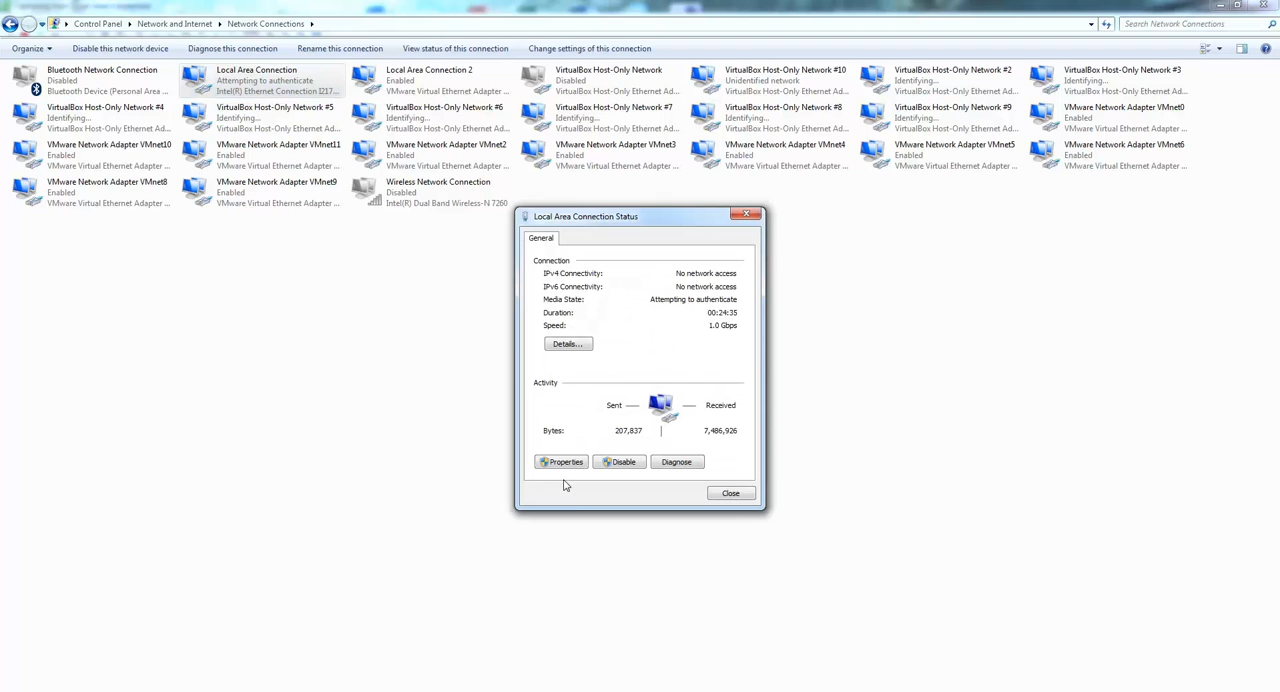 Control Panel
Network and Internet
Network Connections
Search Network Connections
Organize
Disable this network device
Diagnose this connection
Rename this connection
View status of this connection
Change settings of this connection
Bluetooth Network Connection
Disabled
Bluetooth Device (Personal Area ...
Local Area Connection
Attempting to authenticate
Intel(R) Ethernet Connection I217...
Local Area Connection 2
Enabled
VMware Virtual Ethernet Adapter ...
VirtualBox Host-Only Network
Disabled
VirtualBox Host-Only Ethernet Ad...
VirtualBox Host-Only Network #10
Unidentified network
VirtualBox Host-Only Ethernet Ad...
VirtualBox Host-Only Network #2
Identifying...
VirtualBox Host-Only Ethernet Ad...
VirtualBox Host-Only Network #3
Identifying...
VirtualBox Host-Only Ethernet Ad...
VirtualBox Host-Only Network #4
Identifying...
VirtualBox Host-Only Ethernet Ad...
VirtualBox Host-Only Network #5
Identifying...
VirtualBox Host-Only Ethernet Ad...
VirtualBox Host-Only Network #6
Identifying...
VirtualBox Host-Only Ethernet Ad...
VirtualBox Host-Only Network #7
Identifying...
VirtualBox Host-Only Ethernet Ad...
VirtualBox Host-Only Network #8
Identifying...
VirtualBox Host-Only Ethernet Ad...
VirtualBox Host-Only Network #9
Identifying...
VirtualBox Host-Only Ethernet Ad...
VMware Network Adapter VMnet0
Enabled
VMware Virtual Ethernet Adapter ...
VMware Network Adapter VMnet10
Enabled
VMware Virtual Ethernet Adapter ...
VMware Network Adapter VMnet11
Enabled
VMware Virtual Ethernet Adapter ...
VMware Network Adapter VMnet2
Enabled
VMware Virtual Ethernet Adapter ...
VMware Network Adapter VMnet3
Enabled
VMware Virtual Ethernet Adapter ...
VMware Network Adapter VMnet4
Enabled
VMware Virtual Ethernet Adapter ...
VMware Network Adapter VMnet5
Enabled
VMware Virtual Ethernet Adapter ...
VMware Network Adapter VMnet6
Enabled
VMware Virtual Ethernet Adapter ...
VMware Network Adapter VMnet8
Enabled
VMware Virtual Ethernet Adapter ...
VMware Network Adapter VMnet9
Enabled
VMware Virtual Ethernet Adapter ...
Wireless Network Connection
Disabled
Intel(R) Dual Band Wireless-N 7260
Local Area Connection Status
General
Connection
IPv4 Connectivity: No network access
IPv6 Connectivity: No network access
Media State: Attempting to authenticate
Duration: 00:24:35
Speed: 1.0 Gbps
Details...
Activity
Sent — Received
Bytes: 207,837 | 7,486,926
Properties
Disable
Diagnose
Close